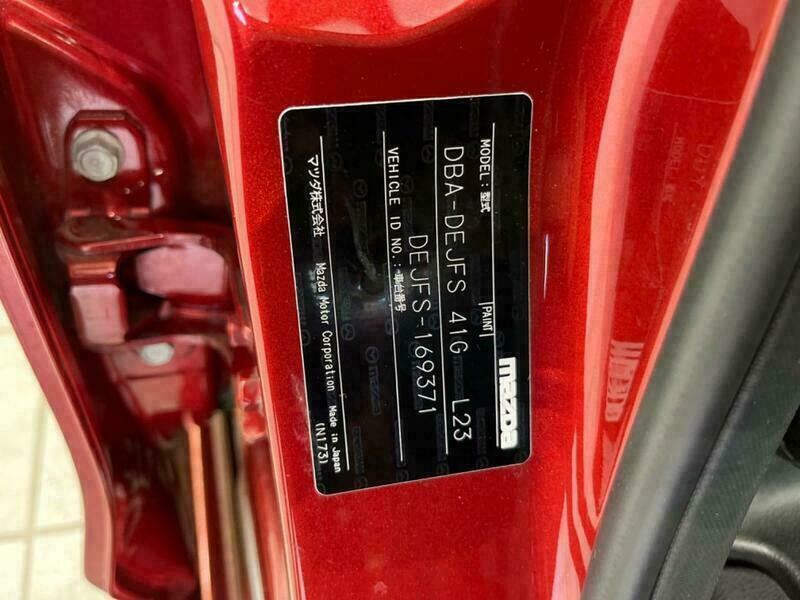 mazda
MODEL : 型式
PAINT
DBA-DEJFS 41G L23
VEHICLE ID NO. : 車台番号
DEJFS-169371
マツダ株式会社 Mazda Motor Corporation Made in Japan
(N173)